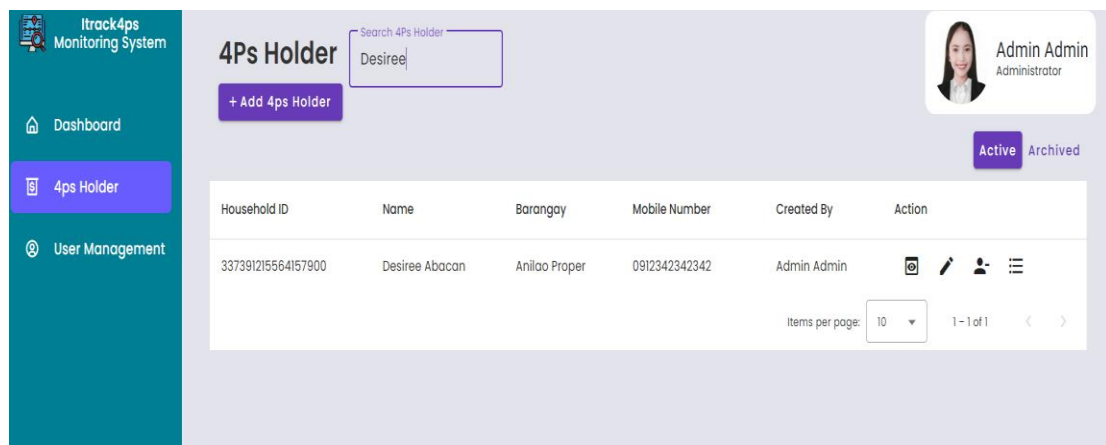 Itrack4ps
Monitoring System
Dashboard
4ps Holder
User Management
4Ps Holder
Search 4Ps Holder
Desiree
+ Add 4ps Holder
Admin Admin
Administrator
Active Archived
Household ID Name Barangay Mobile Number Created By Action
337391215564157900 Desiree Abacan Anilao Proper 0912342342342 Admin Admin
Items per page: 10 1 – 1 of 1